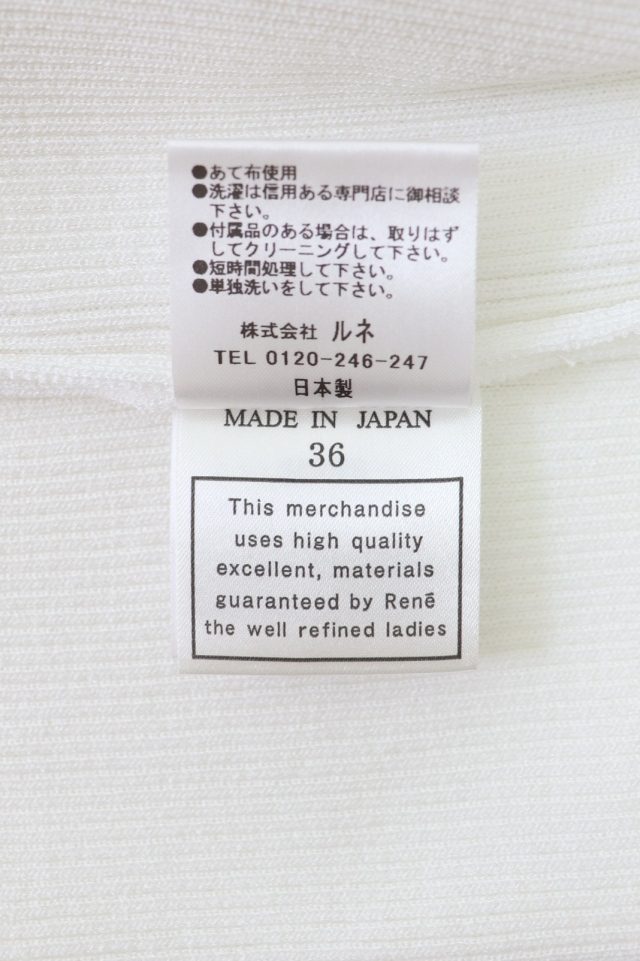 ●あて布使用
●洗濯は信用ある専門店に御相談
下さい。
●付属品のある場合は、取りはず
してクリーニングして下さい。
●短時間処理して下さい。
●単独洗いをして下さい。
株式会社 ルネ
TEL 0120-246-247
日本製
MADE IN JAPAN
36
This merchandise
uses high quality
excellent, materials
guaranteed by René
the well refined ladies